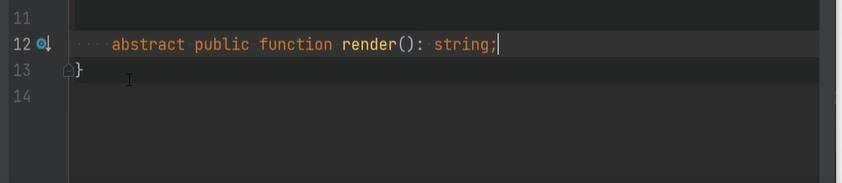 11
12 abstract public function render(): string;
13 }
14